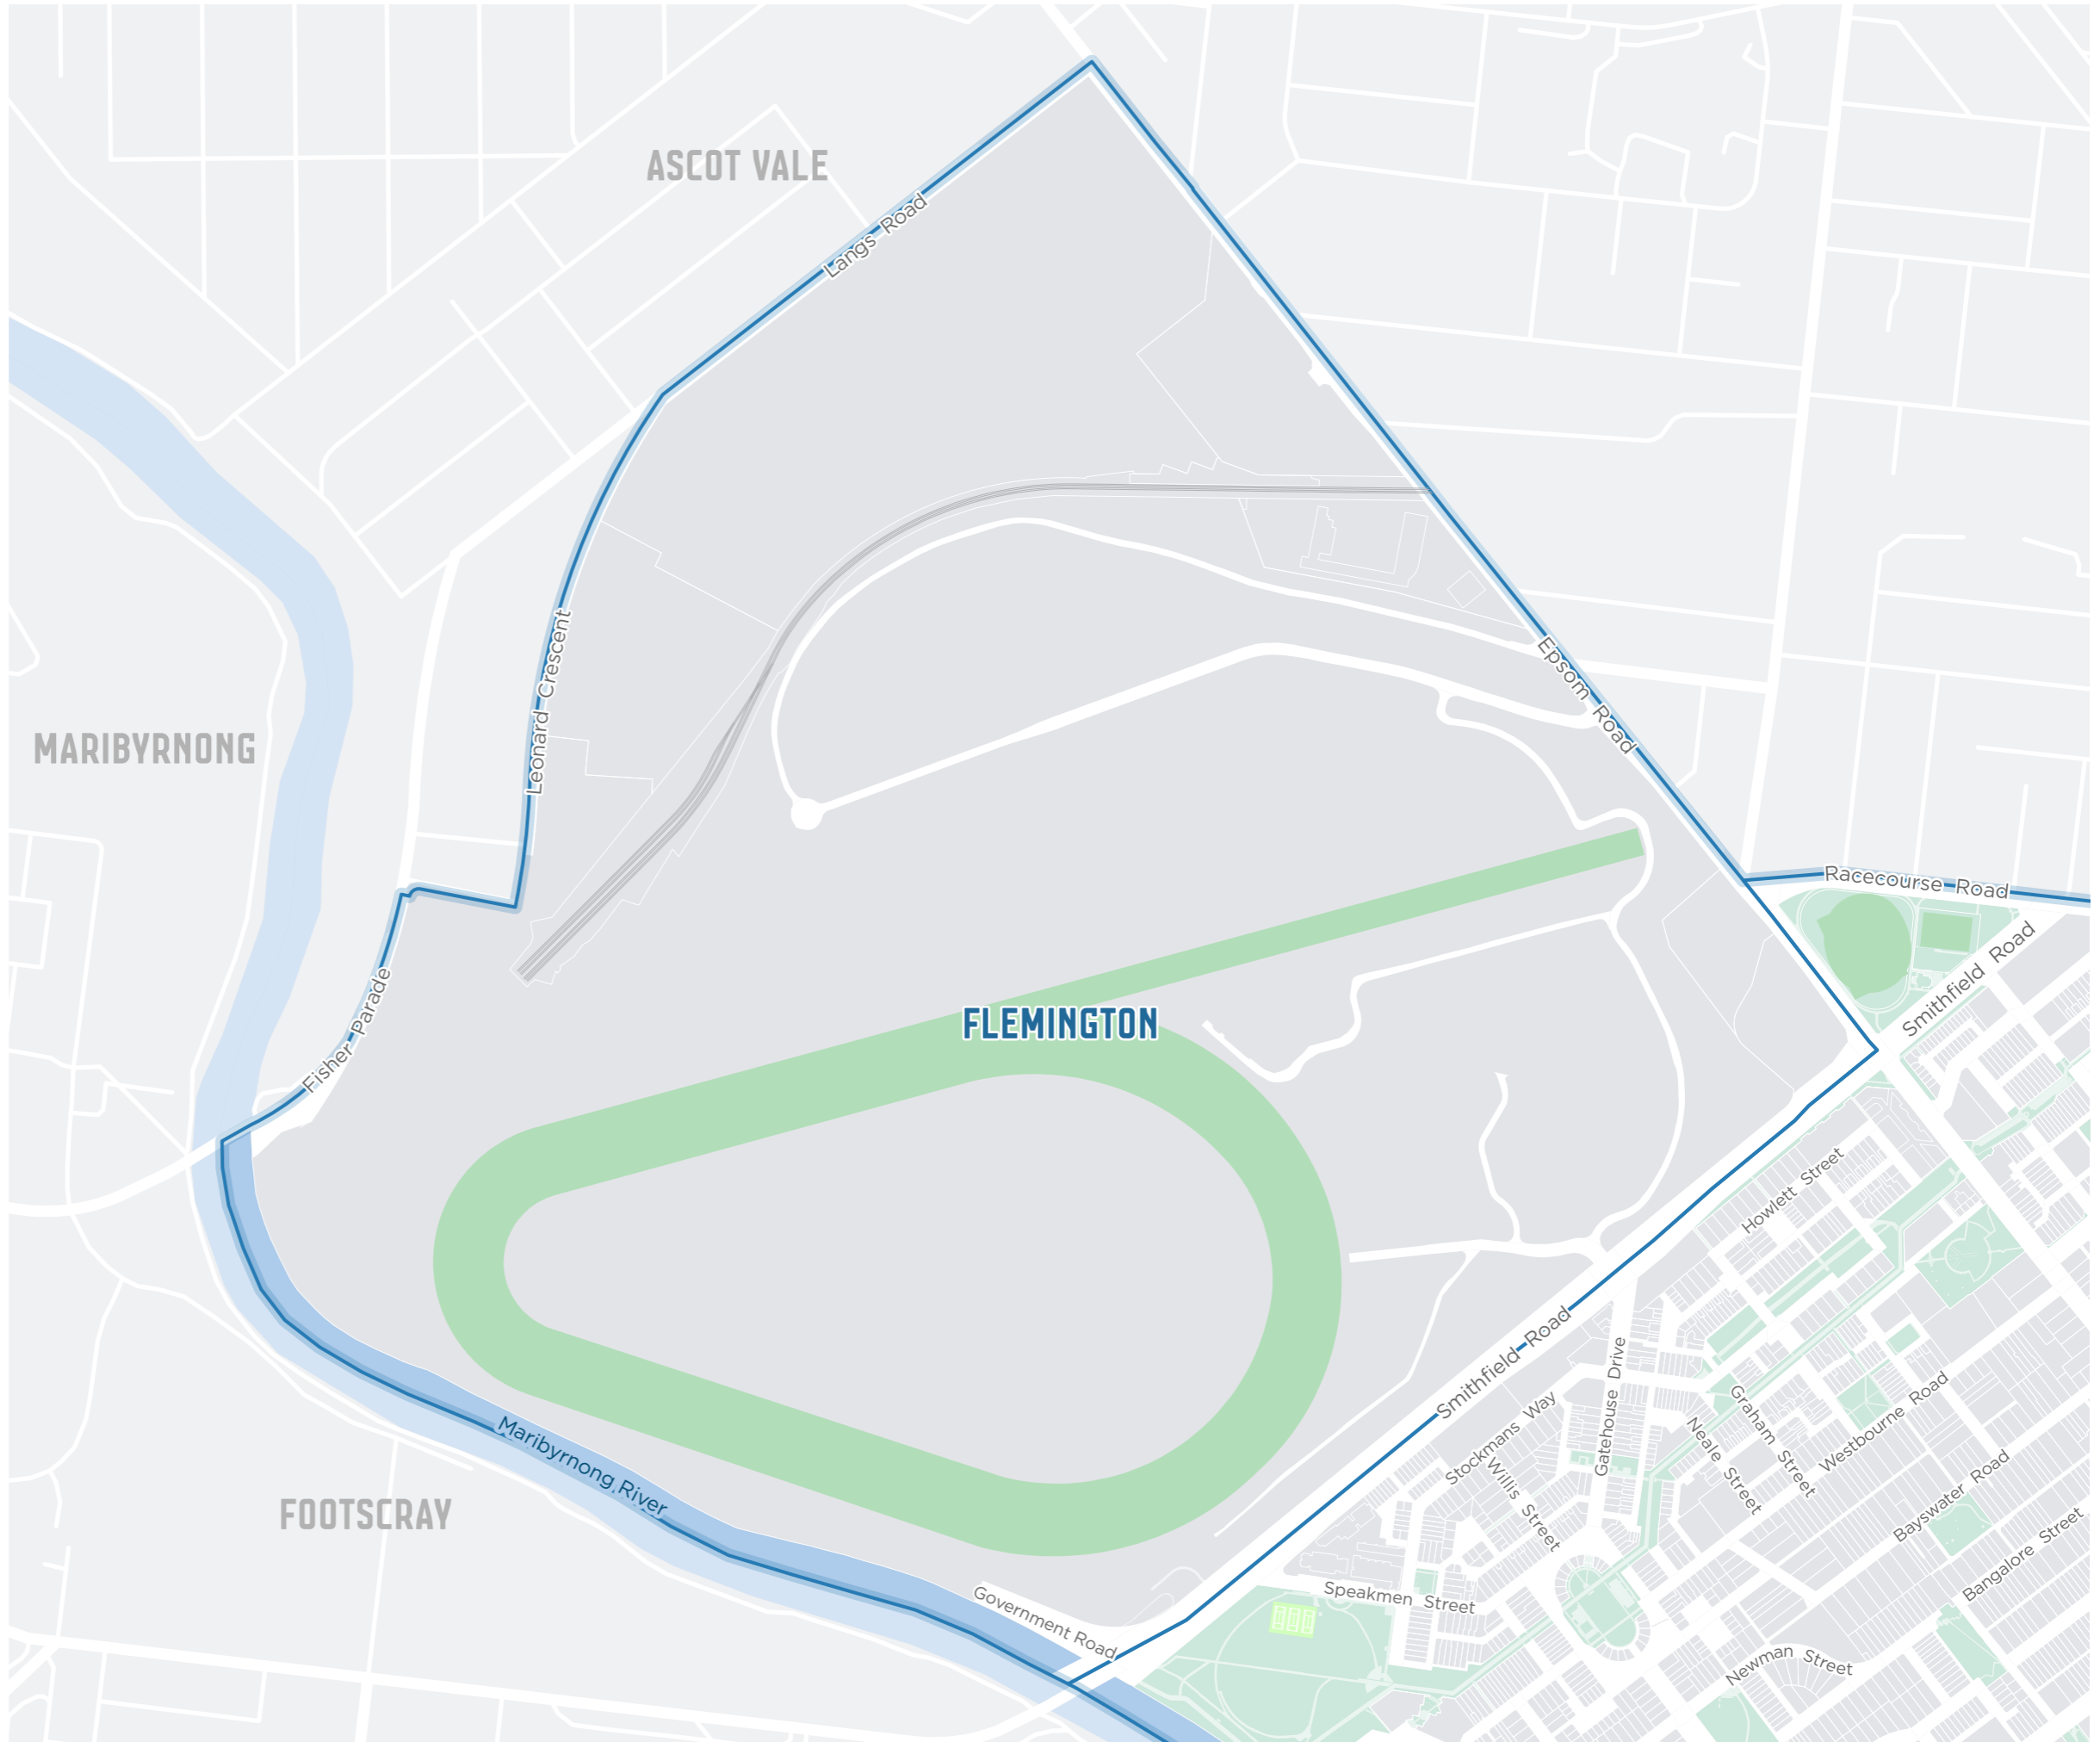 ASCOT VALE
Langs Road
Leonard Crescent
Epsom Road
MARIBYRNONG
Racecourse Road
Smithfield Road
Fisher Parade
FLEMINGTON
Howlett Street
Smithfield Road
Gatehouse Drive
Stockmans Way
Willis Street
Neale Street
Graham Street
Westbourne Road
Bayswater Road
Bangalore Street
Maribyrnong River
FOOTSCRAY
Government Road
Speakmen Street
Newman Street